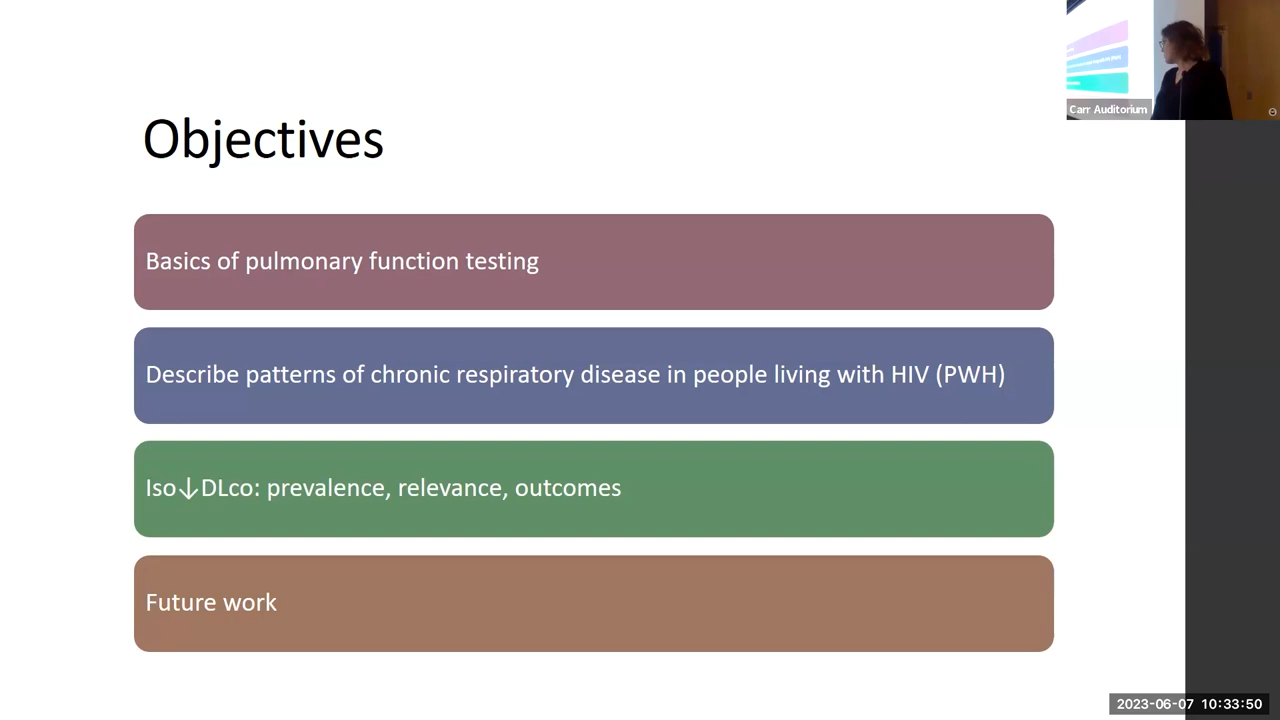 Carr Auditorium
Objectives
Basics of pulmonary function testing
Describe patterns of chronic respiratory disease in people living with HIV (PWH)
Iso↓DLco: prevalence, relevance, outcomes
Future work
2023-06-07 10:33:50